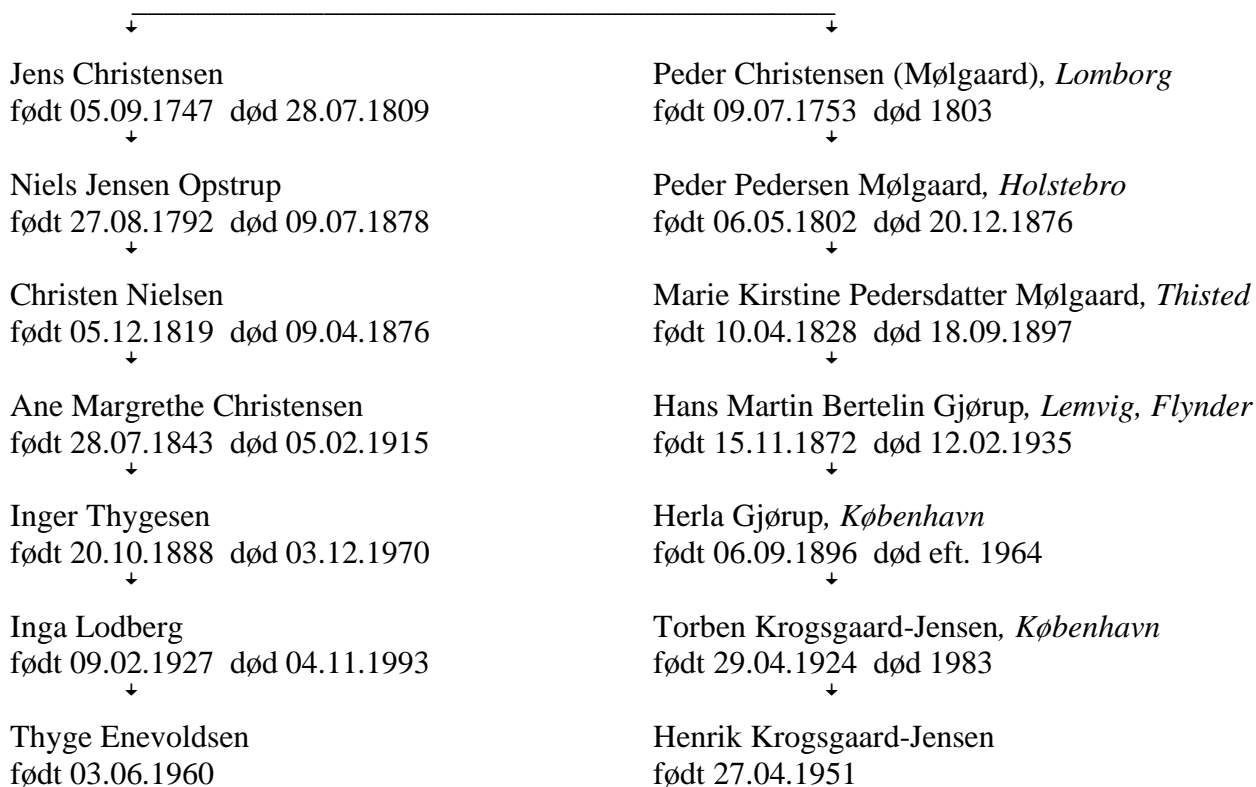 Jens Christensen
født 05.09.1747 død 28.07.1809
Niels Jensen Opstrup
født 27.08.1792 død 09.07.1878
Christen Nielsen
født 05.12.1819 død 09.04.1876
Ane Margrethe Christensen
født 28.07.1843 død 05.02.1915
Inger Thygesen
født 20.10.1888 død 03.12.1970
Inga Lodberg
født 09.02.1927 død 04.11.1993
Thyge Enevoldsen
født 03.06.1960
Peder Christensen (Mølgaard), Lomborg
født 09.07.1753 død 1803
Peder Pedersen Mølgaard, Holstebro
født 06.05.1802 død 20.12.1876
Marie Kirstine Pedersdatter Mølgaard, Thisted
født 10.04.1828 død 18.09.1897
Hans Martin Bertelin Gjørup, Lemvig, Flynder
født 15.11.1872 død 12.02.1935
Herla Gjørup, København
født 06.09.1896 død eft. 1964
Torben Krogsgaard-Jensen, København
født 29.04.1924 død 1983
Henrik Krogsgaard-Jensen
født 27.04.1951